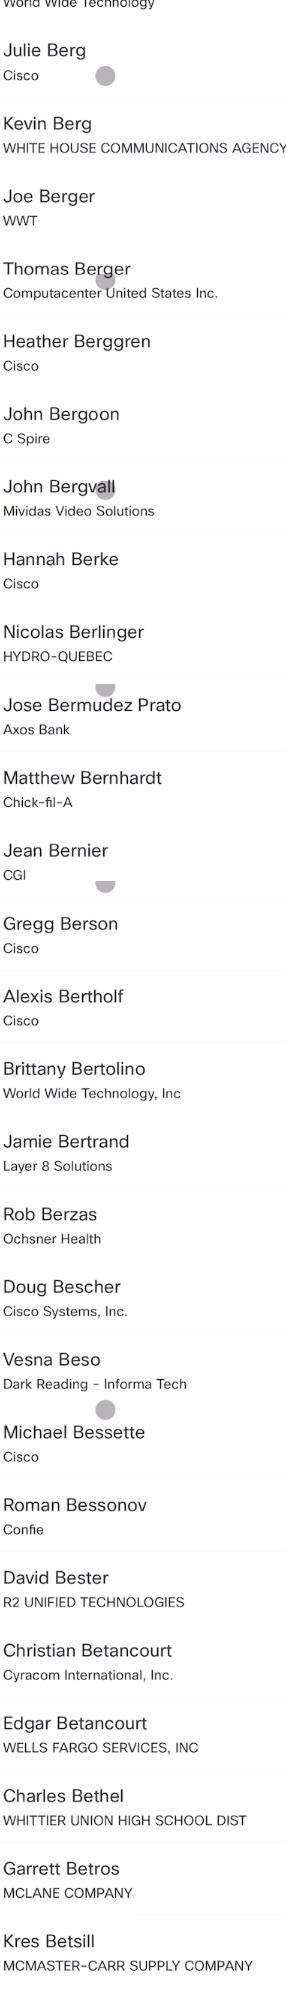 World Wide Technology
Julie Berg
Cisco
Kevin Berg
WHITE HOUSE COMMUNICATIONS AGENCY
Joe Berger
WWT
Thomas Berger
Computacenter United States Inc.
Heather Berggren
Cisco
John Bergoon
C Spire
John Bergvall
Mividas Video Solutions
Hannah Berke
Cisco
Nicolas Berlinger
HYDRO-QUEBEC
Jose Bermudez Prato
Axos Bank
Matthew Bernhardt
Chick-fil-A
Jean Bernier
CGI
Gregg Berson
Cisco
Alexis Bertholf
Cisco
Brittany Bertolino
World Wide Technology, Inc
Jamie Bertrand
Layer 8 Solutions
Rob Berzas
Ochsner Health
Doug Bescher
Cisco Systems, Inc.
Vesna Beso
Dark Reading - Informa Tech
Michael Bessette
Cisco
Roman Bessonov
Confie
David Bester
R2 UNIFIED TECHNOLOGIES
Christian Betancourt
Cyracom International, Inc.
Edgar Betancourt
WELLS FARGO SERVICES, INC
Charles Bethel
WHITTIER UNION HIGH SCHOOL DIST
Garrett Betros
MCLANE COMPANY
Kres Betsill
MCMASTER-CARR SUPPLY COMPANY